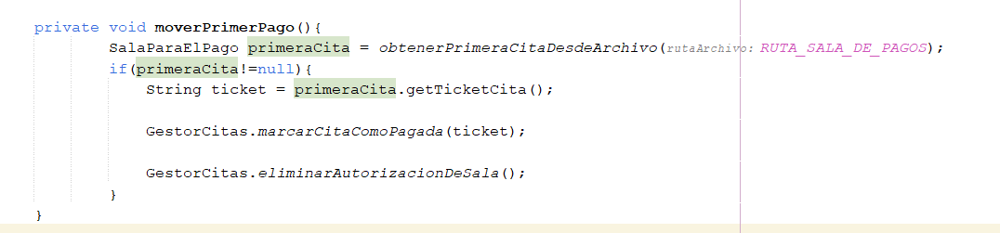 private void moverPrimerPago(){
SalaParaElPago primeraCita = obtenerPrimeraCitaDesdeArchivo(rutaArchivo: RUTA_SALA_DE_PAGOS);
if(primeraCita!=null){
String ticket = primeraCita.getTicketCita();
GestorCitas.marcarCitaComoPagada(ticket);
GestorCitas.eliminarAutorizacionDeSala();
}
}